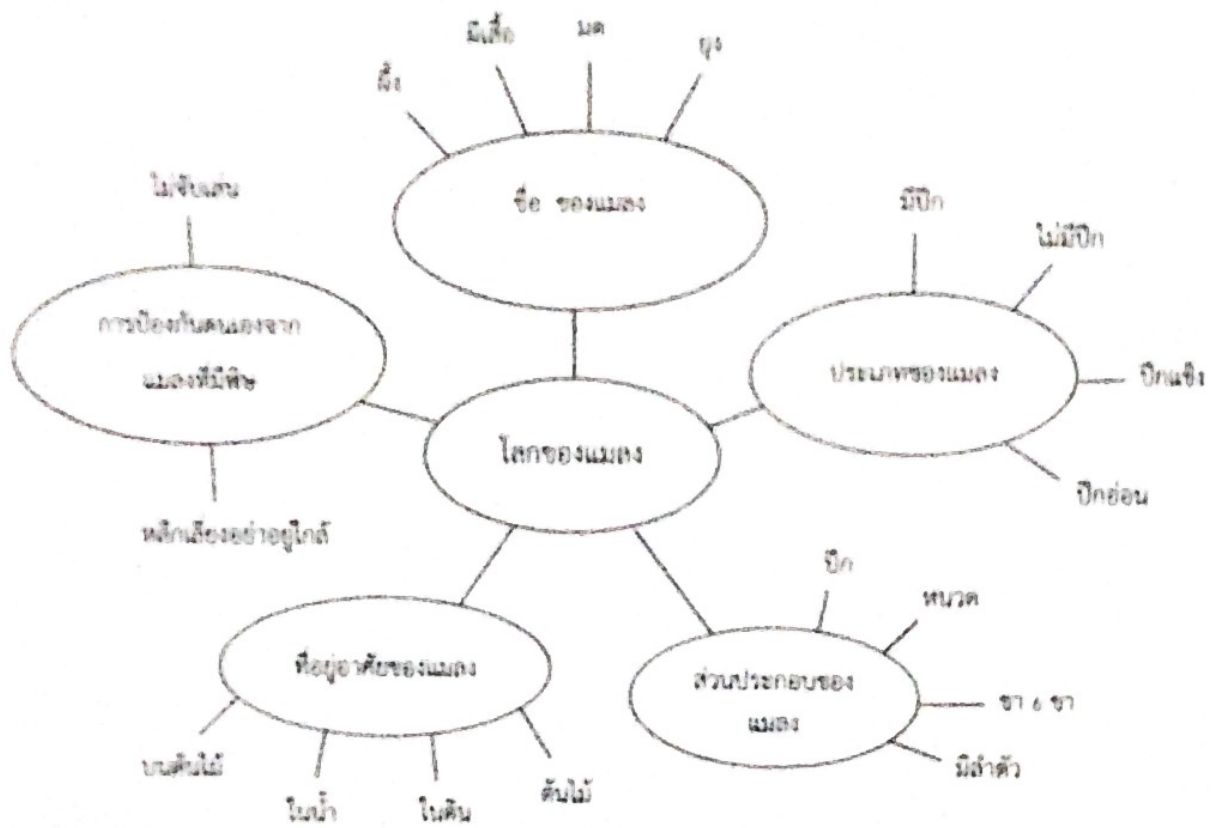 ผึ้ง
ผีเสื้อ
มด
ยุง
ชื่อ ของแมลง
ไม่จับเล่น
การป้องกันตนเองจาก
แมลงที่มีพิษ
หลีกเลี่ยงอย่าอยู่ใกล้
มีปีก
ไม่มีปีก
ปีกแข็ง
ปีกอ่อน
ประเภทของแมลง
โลกของแมลง
ที่อยู่อาศัยของแมลง
บนต้นไม้
ในน้ำ
ในดิน
ต้นไม้
ส่วนประกอบของ
แมลง
ปีก
หนวด
ขา 6 ขา
มีลำตัว